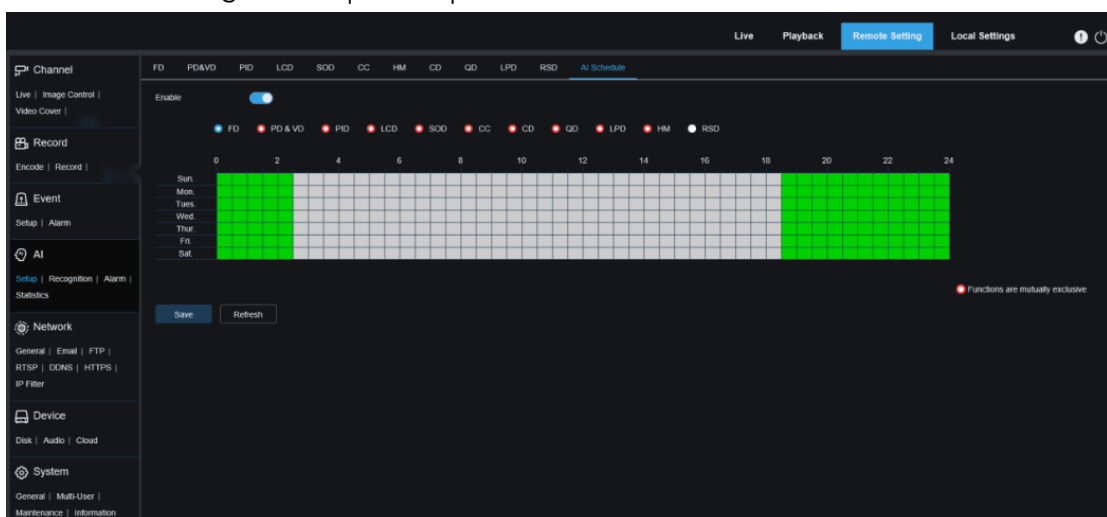 Live Playback Remote Setting Local Settings
Channel
Live | Image Control |
Video Cover |
Record
Encode | Record |
Event
Setup | Alarm
AI
Setup | Recognition | Alarm |
Statistics
Network
General | Email | FTP |
RTSP | DDNS | HTTPS |
IP Filter
Device
Disk | Audio | Cloud
System
General | Multi-User |
Maintenance | Information
FD PD&VD PID LCD SOD CC HM CD QD LPD RSD AI Schedule
Enable
FD PD & VD PID LCD SOD CC CD QD LPD HM RSD
0 2 4 6 8 10 12 14 16 18 20 22 24
Sun.
Mon.
Tues.
Wed.
Thur.
Fri.
Sat.
Functions are mutually exclusive
Save Refresh